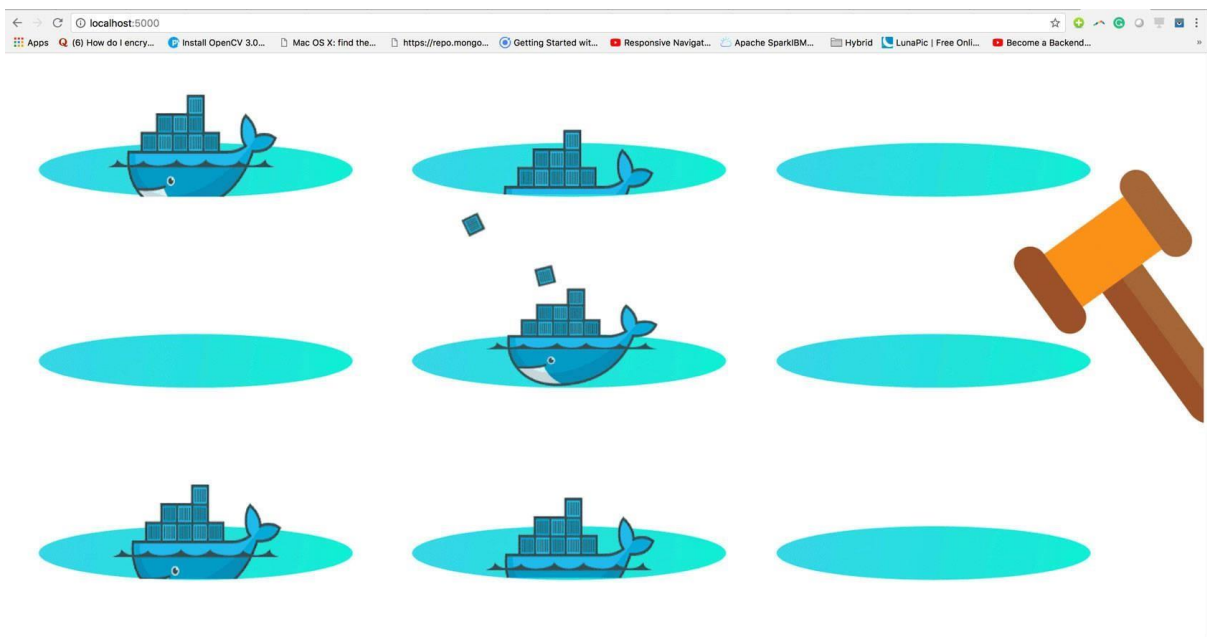 localhost:5000
Apps (6) How do I encry... Install OpenCV 3.0... Mac OS X: find the... https://repo.mongo... Getting Started wit... Responsive Navigat... Apache SparkIBM... Hybrid LunaPic | Free Onli... Become a Backend... »